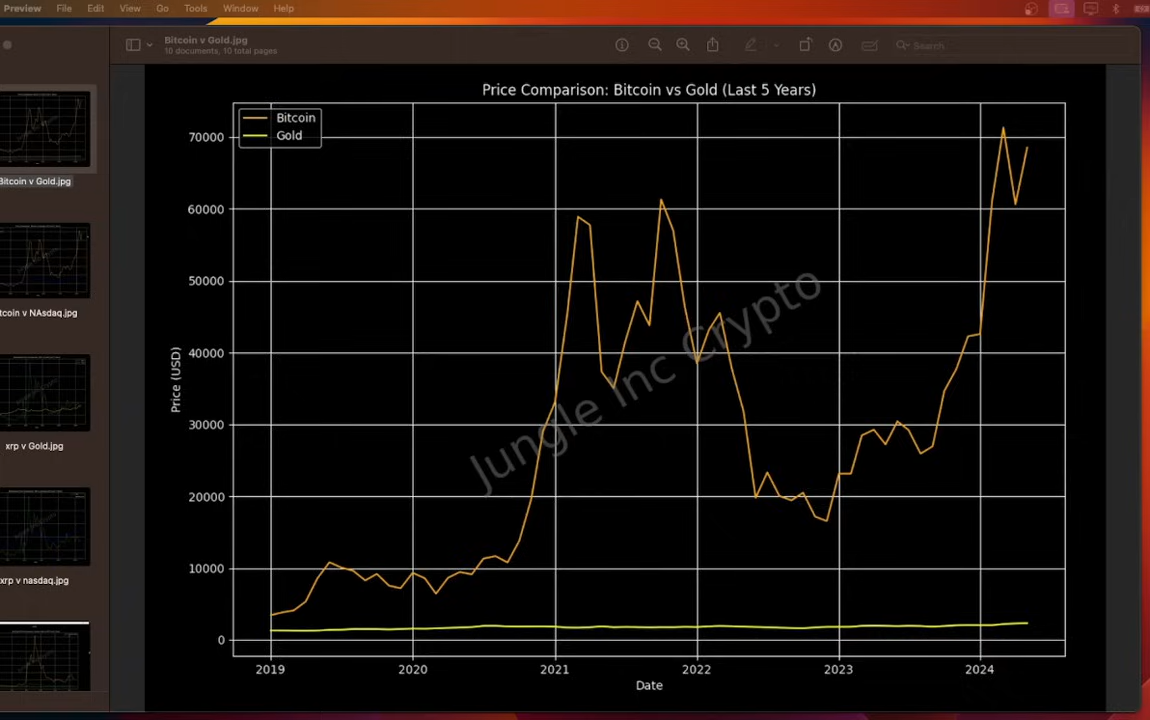 Preview File Edit View Go Tools Window Help
Bitcoin v Gold.jpg
10 documents, 10 total pages
Search
Bitcoin v Gold.jpg
tcoin v NAsdaq.jpg
xrp v Gold.jpg
xrp v nasdaq.jpg
Price Comparison: Bitcoin vs Gold (Last 5 Years)
Bitcoin
Gold
70000
60000
50000
40000
30000
20000
10000
0
Price (USD)
Jungle Inc Crypto
2019 2020 2021 2022 2023 2024
Date